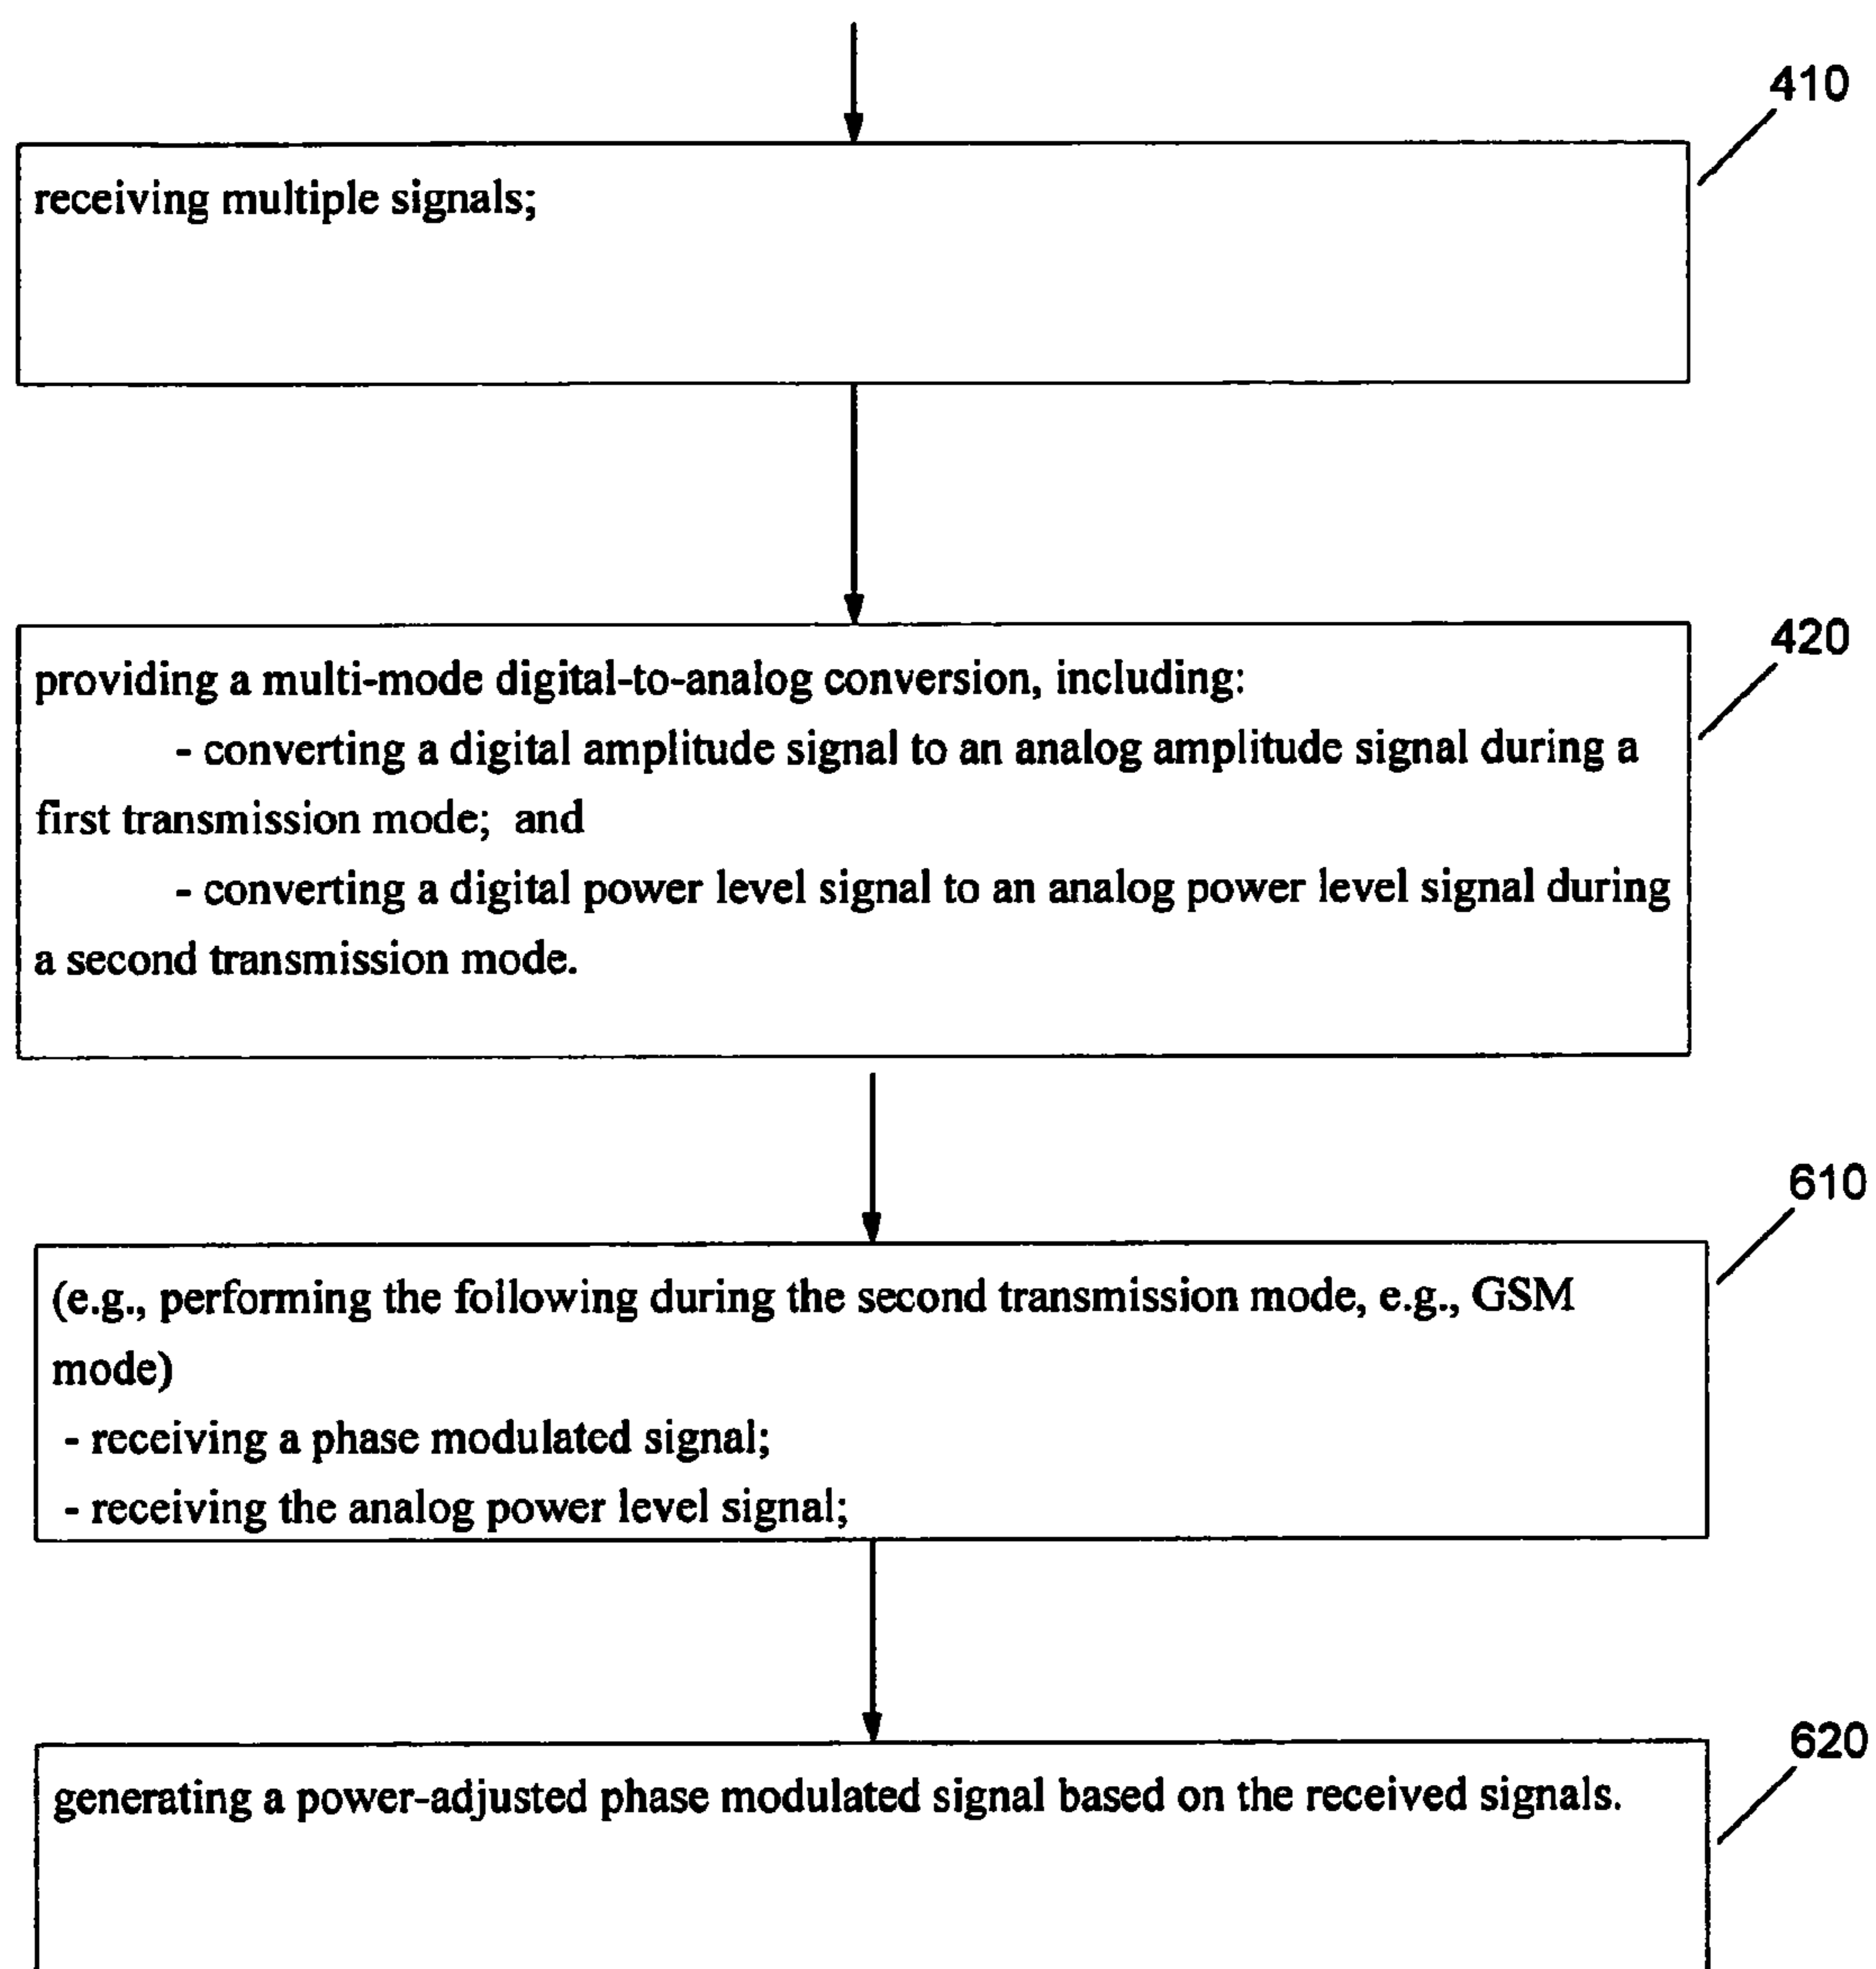 410
receiving multiple signals;
420
providing a multi-mode digital-to-analog conversion, including:
- converting a digital amplitude signal to an analog amplitude signal during a
first transmission mode; and
- converting a digital power level signal to an analog power level signal during
a second transmission mode.
610
(e.g., performing the following during the second transmission mode, e.g., GSM
mode)
- receiving a phase modulated signal;
- receiving the analog power level signal;
620
generating a power-adjusted phase modulated signal based on the received signals.